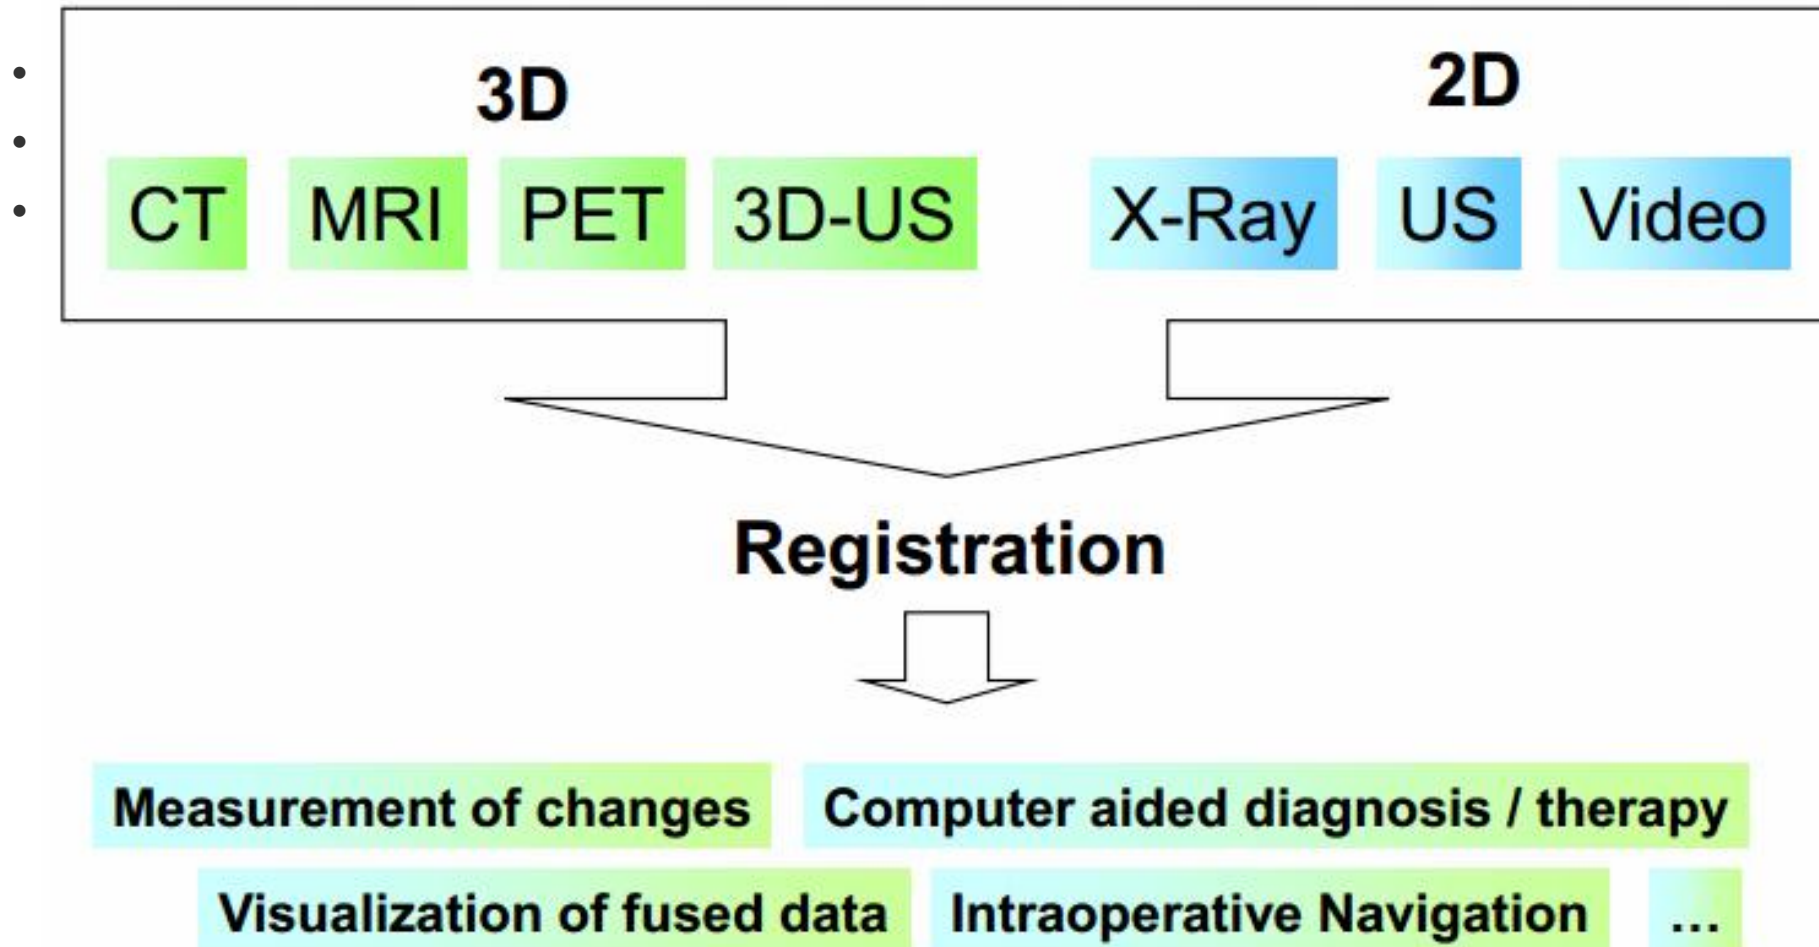 3D 2D
CT MRI PET 3D-US X-Ray US Video
Registration
Measurement of changes Computer aided diagnosis / therapy
Visualization of fused data Intraoperative Navigation ...